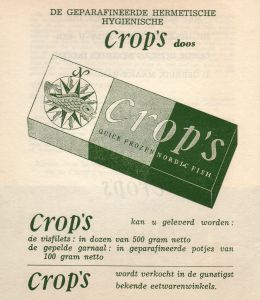 DE GEPARAFINEERDE HERMETISCHE
HYGIENISCHE
Crop's doos
N
Crop's
QUICK FROZEN NORDIC FISH
Crop's kan u geleverd worden :
de visfilets : in dozen van 500 gram netto
de gepelde garnaal : in geparafineerde potjes van
100 gram netto
Crop's wordt verkocht in de gunstigst
bekende eetwarenwinkels.